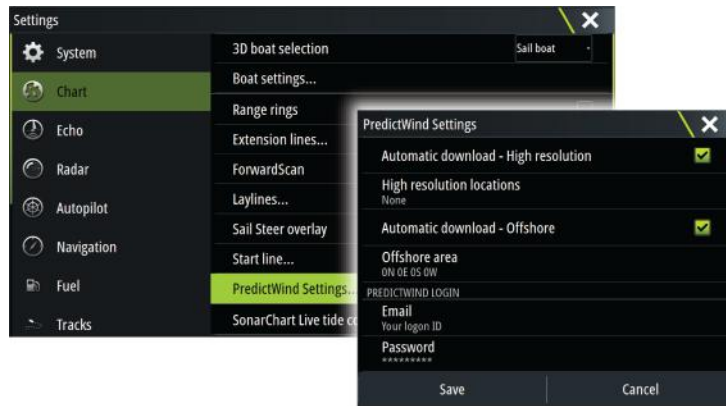 Settings
System
Chart
Echo
Radar
Autopilot
Navigation
Fuel
Tracks
3D boat selection
Sail boat
Boat settings...
Range rings
Extension lines...
ForwardScan
Laylines...
Sail Steer overlay
Start line...
PredictWind Settings...
SonarChart Live tide
PredictWind Settings
Automatic download - High resolution
High resolution locations
None
Automatic download - Offshore
Offshore area
0N 0E 0S 0W
PREDICTWIND LOGIN
Email
Your logon ID
Password
*********
Save
Cancel